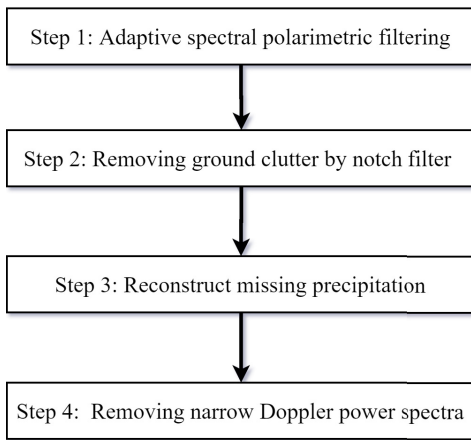 Step 1: Adaptive spectral polarimetric filtering
Step 2: Removing ground clutter by notch filter
Step 3: Reconstruct missing precipitation
Step 4: Removing narrow Doppler power spectra